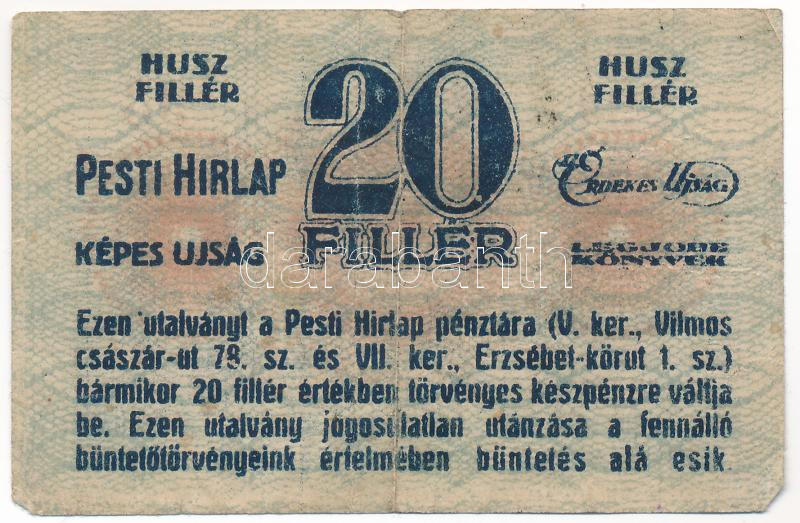 HUSZ
FILLÉR
20
FILLÉR
HUSZ
FILLÉR
PESTI HIRLAP
AZ ÉRDEKES UJSÁG
KÉPES UJSÁG
LEGJOBB
KÖNYVEK
darabanth
Ezen utalványt a Pesti Hirlap pénztára (V. ker., Vilmos
császár-ut 78. sz. és VII. ker., Erzsébet-körut 1. sz.)
bármikor 20 fillér értékben törvényes készpénzre váltja
be. Ezen utalvány jogosulatlan utánzása a fennálló
büntetőtörvényeink értelmében büntetés alá esik.